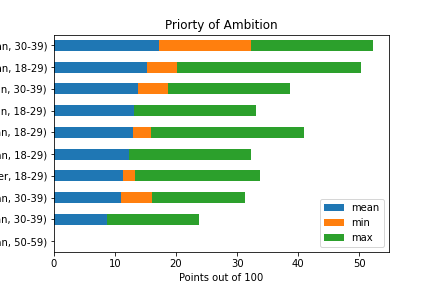 Priorty of Ambition
an, 30-39)
an, 18-29)
n, 30-39)
n, 18-29)
an, 18-29)
an, 18-29)
er, 18-29)
an, 30-39)
an, 30-39)
an, 50-59)
mean
min
max
0 10 20 30 40 50
Points out of 100